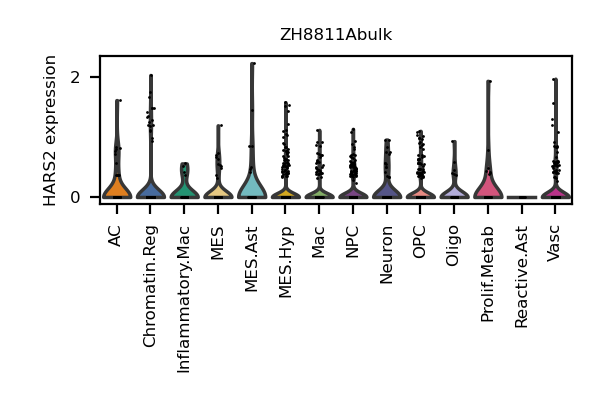 ZH8811Abulk
HARS2 expression
2
0
AC
Chromatin.Reg
Inflammatory.Mac
MES
MES.Ast
MES.Hyp
Mac
NPC
Neuron
OPC
Oligo
Prolif.Metab
Reactive.Ast
Vasc